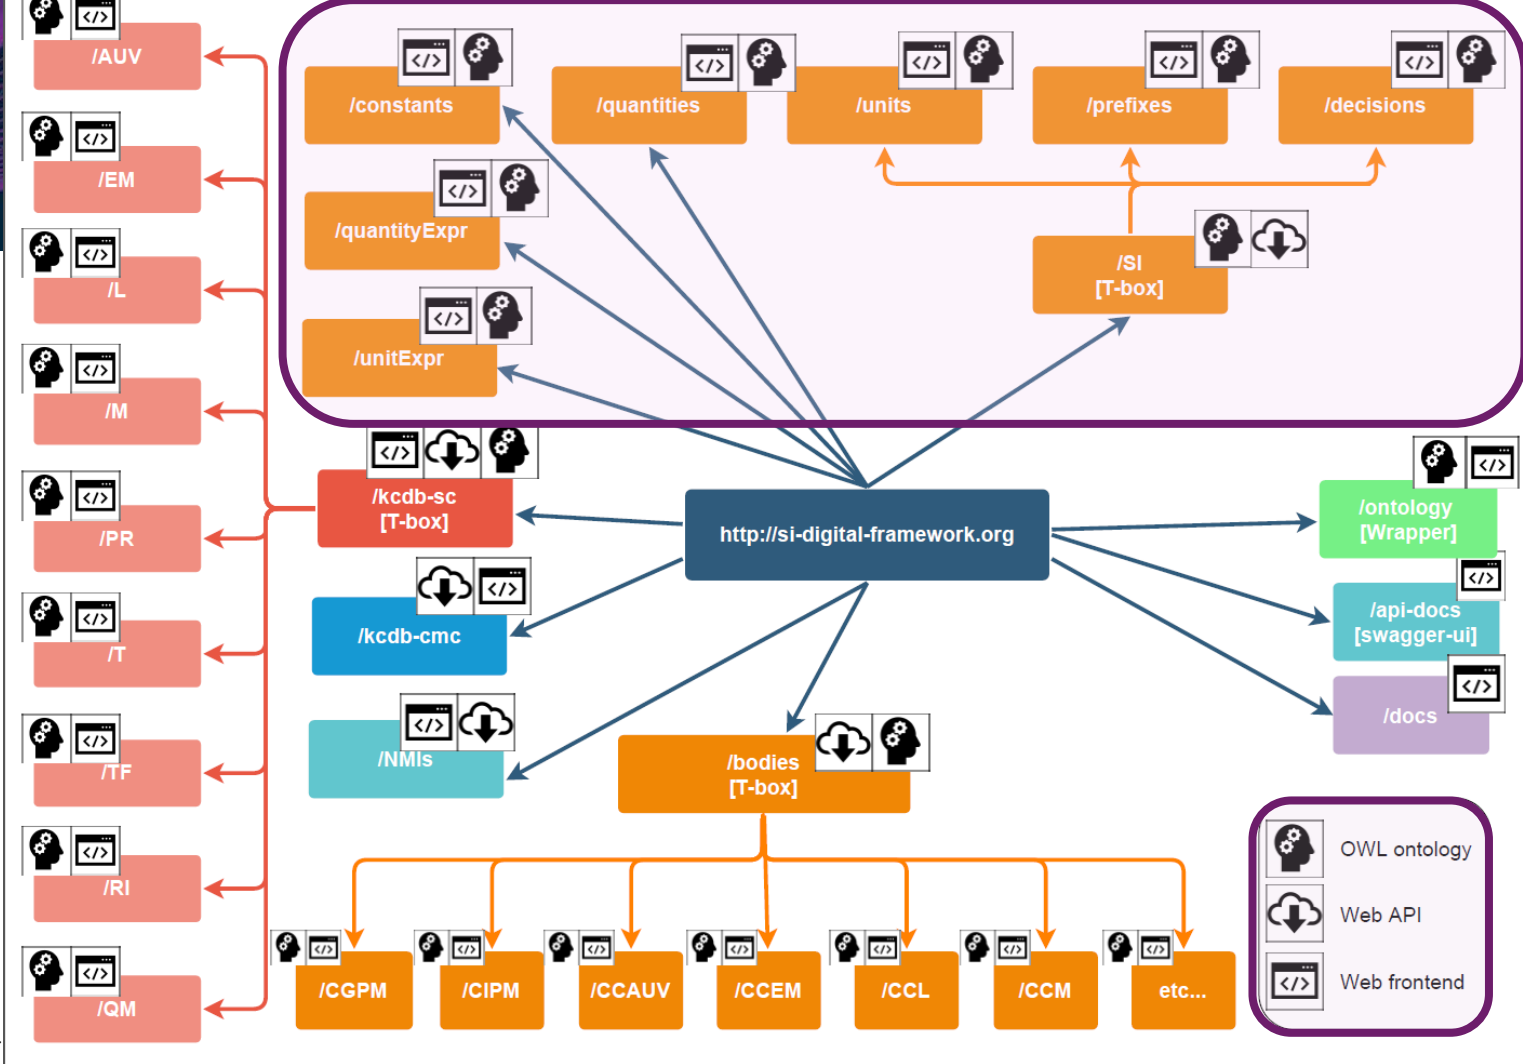 /AUV
/EM
/L
/M
/PR
/T
/TF
/RI
/QM
/constants
/quantities
/units
/prefixes
/decisions
/quantityExpr
/SI
[T-box]
/unitExpr
/kcdb-sc
[T-box]
http://si-digital-framework.org
/ontology
[Wrapper]
/kcdb-cmc
/api-docs
[swagger-ui]
/NMIs
/docs
/bodies
[T-box]
/CGPM
/CIPM
/CCAUV
/CCEM
/CCL
/CCM
etc...
OWL ontology
Web API
Web frontend